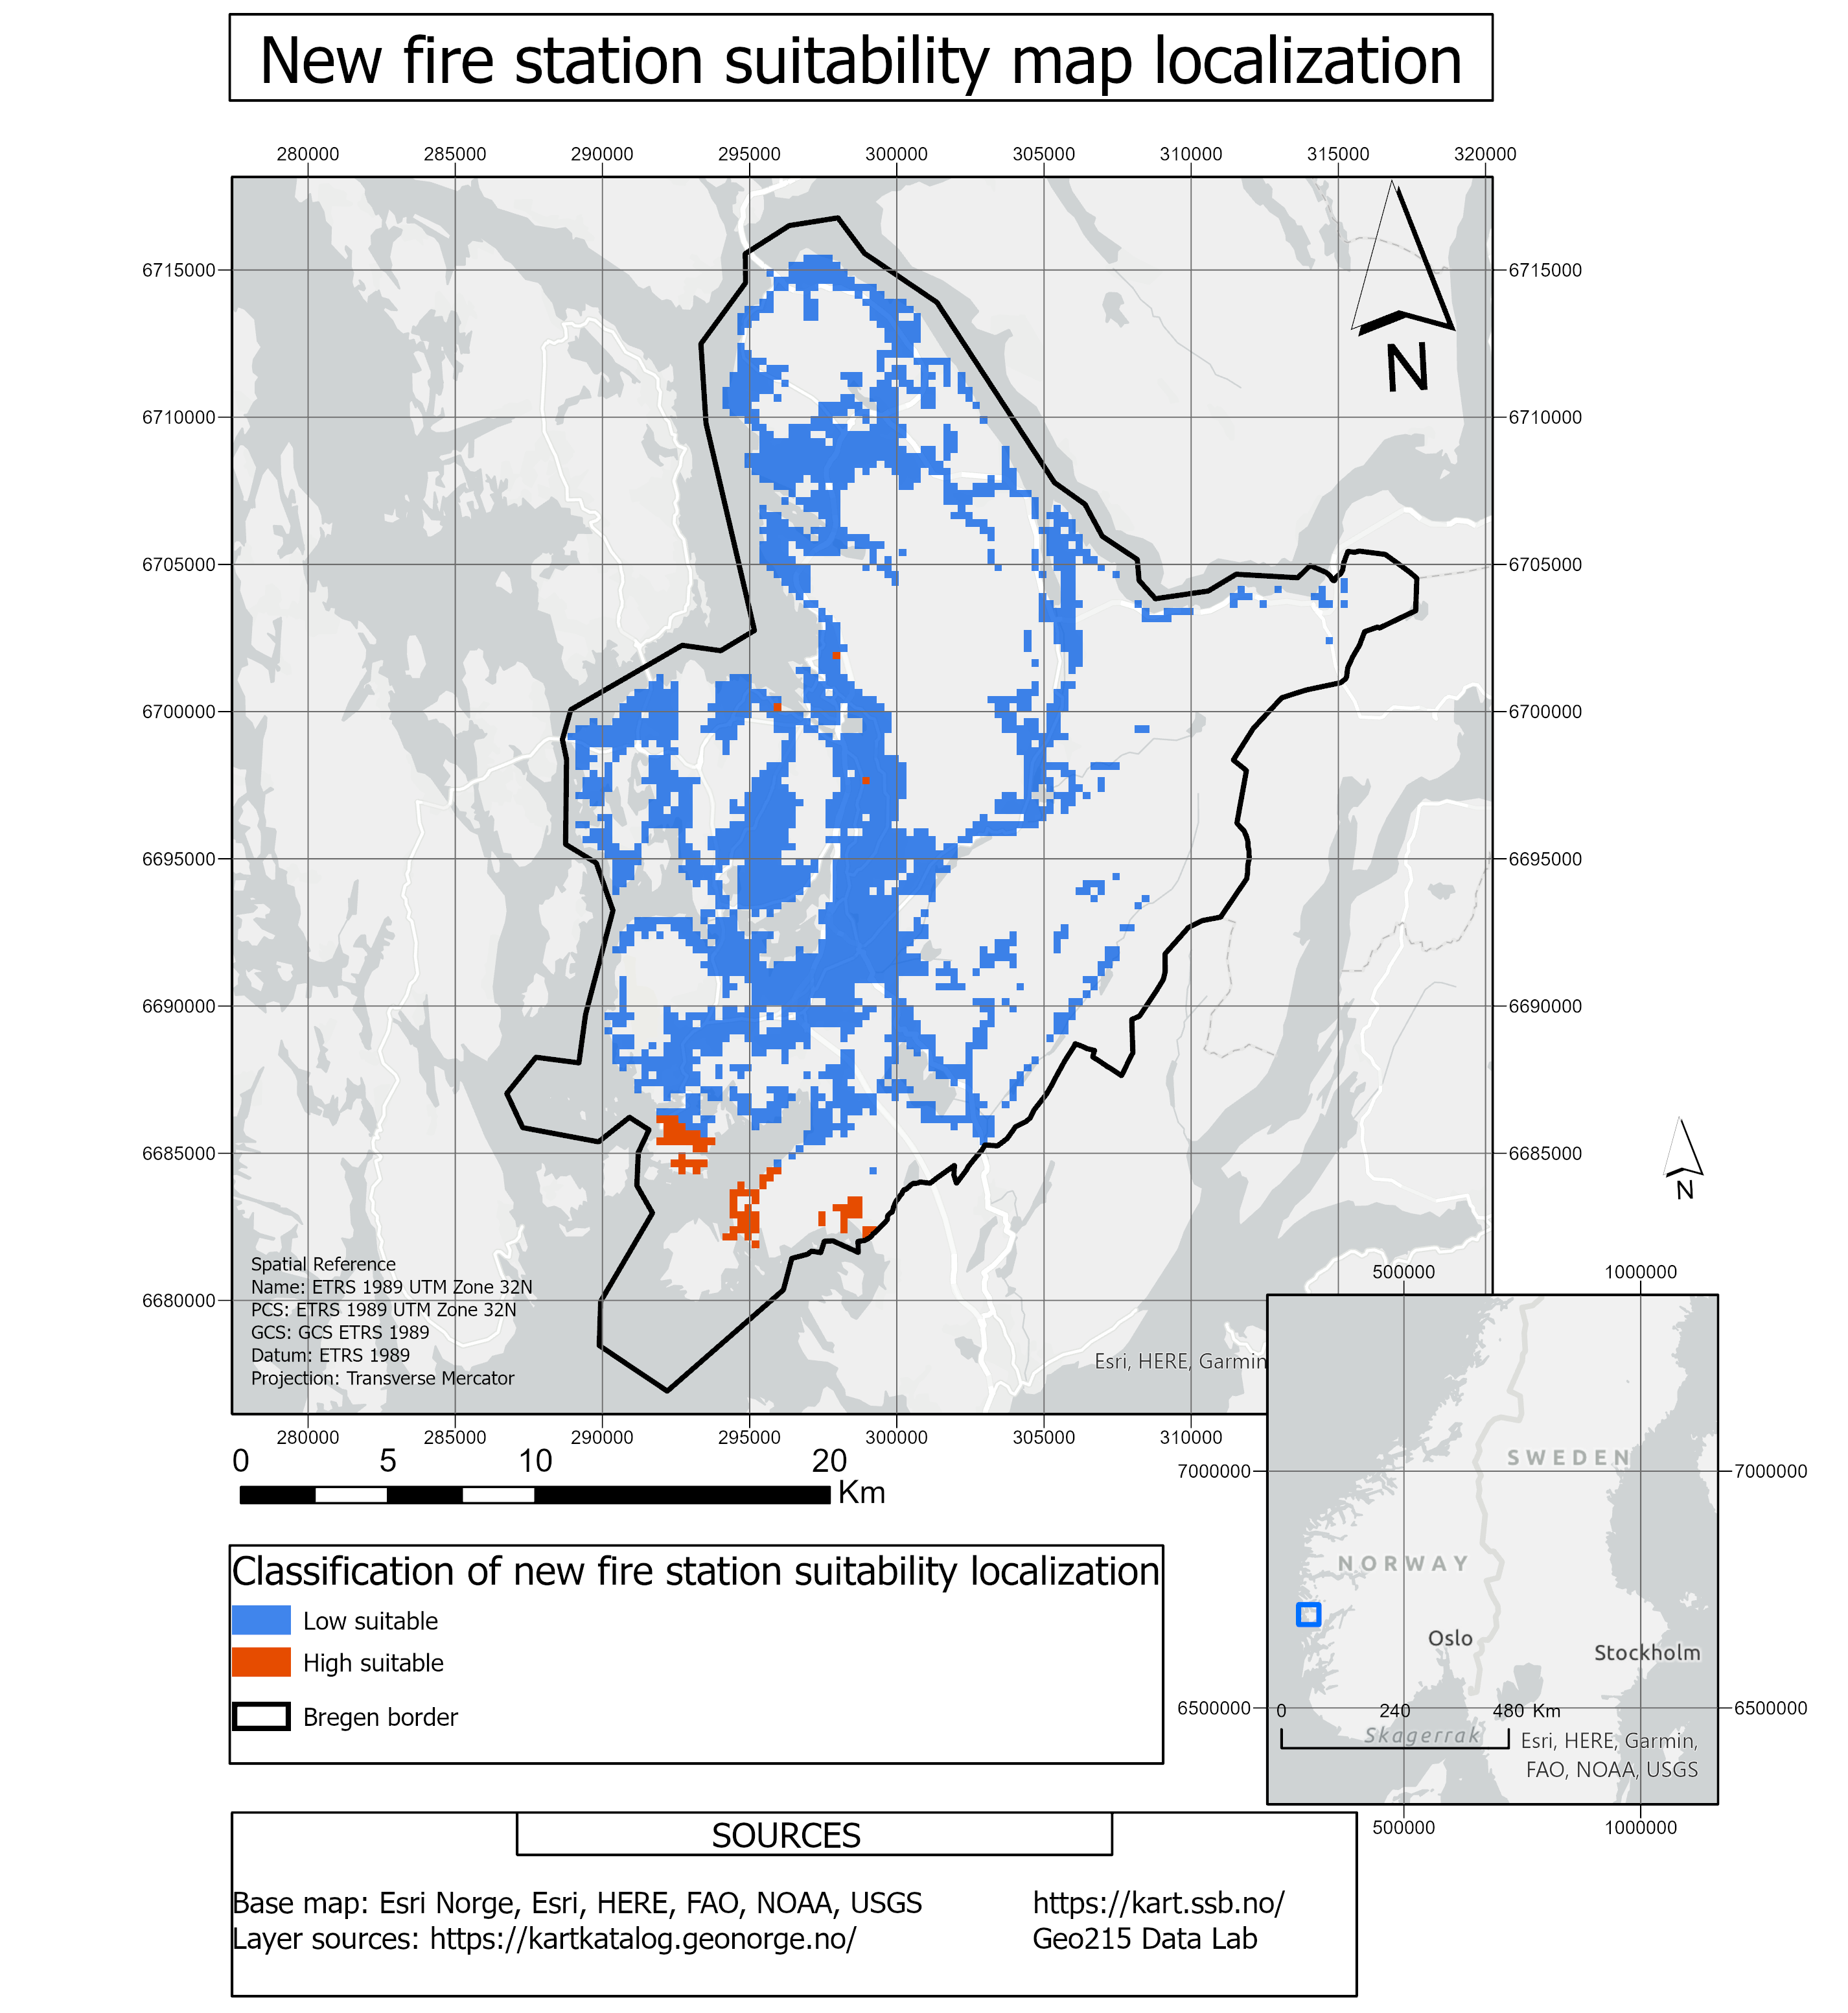 New fire station suitability map localization
280000 285000 290000 295000 300000 305000 310000 315000 320000
6715000 6715000
N
6710000 6710000
6705000 6705000
6700000 6700000
6695000 6695000
6690000 6690000
6685000 6685000
N
6680000
Spatial Reference
Name: ETRS 1989 UTM Zone 32N
PCS: ETRS 1989 UTM Zone 32N
GCS: GCS ETRS 1989
Datum: ETRS 1989
Projection: Transverse Mercator
Esri, HERE, Garmin
280000 285000 290000 295000 300000 305000 310000
0 5 10 20
Km
Classification of new fire station suitability localization
Low suitable
High suitable
Bregen border
500000 1000000
SWEDEN
7000000 7000000
NORWAY
Oslo
Stockholm
6500000 6500000
0 240 480 Km
Skagerrak
Esri, HERE, Garmin,
FAO, NOAA, USGS
500000 1000000
SOURCES
Base map: Esri Norge, Esri, HERE, FAO, NOAA, USGS
Layer sources: https://kartkatalog.geonorge.no/
https://kart.ssb.no/
Geo215 Data Lab